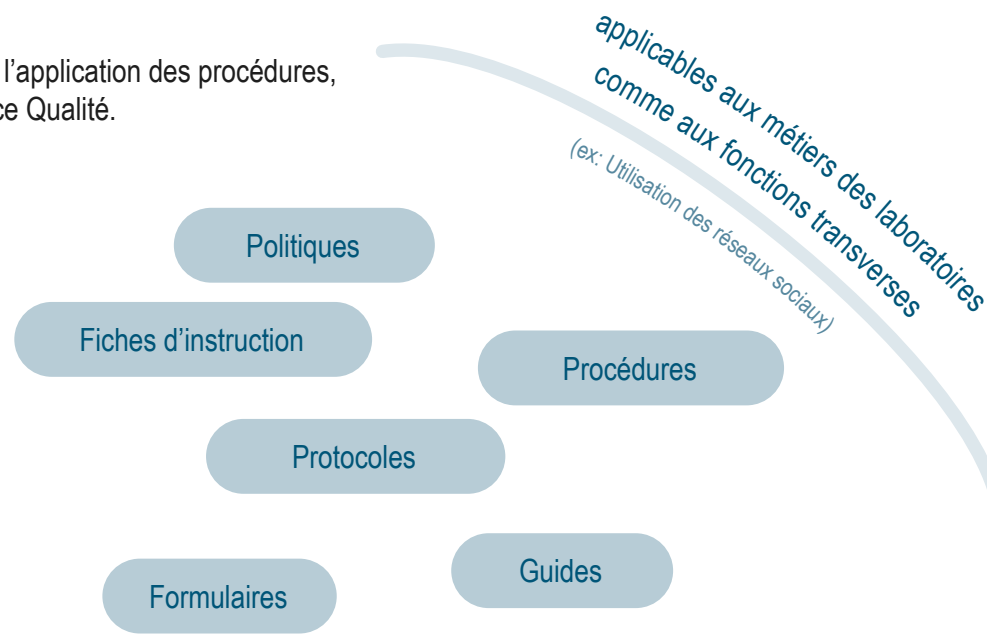 l’application des procédures,
ce Qualité.
applicables aux métiers des laboratoires
comme aux fonctions transverses
(ex: Utilisation des réseaux sociaux)
Politiques
Fiches d’instruction
Procédures
Protocoles
Guides
Formulaires